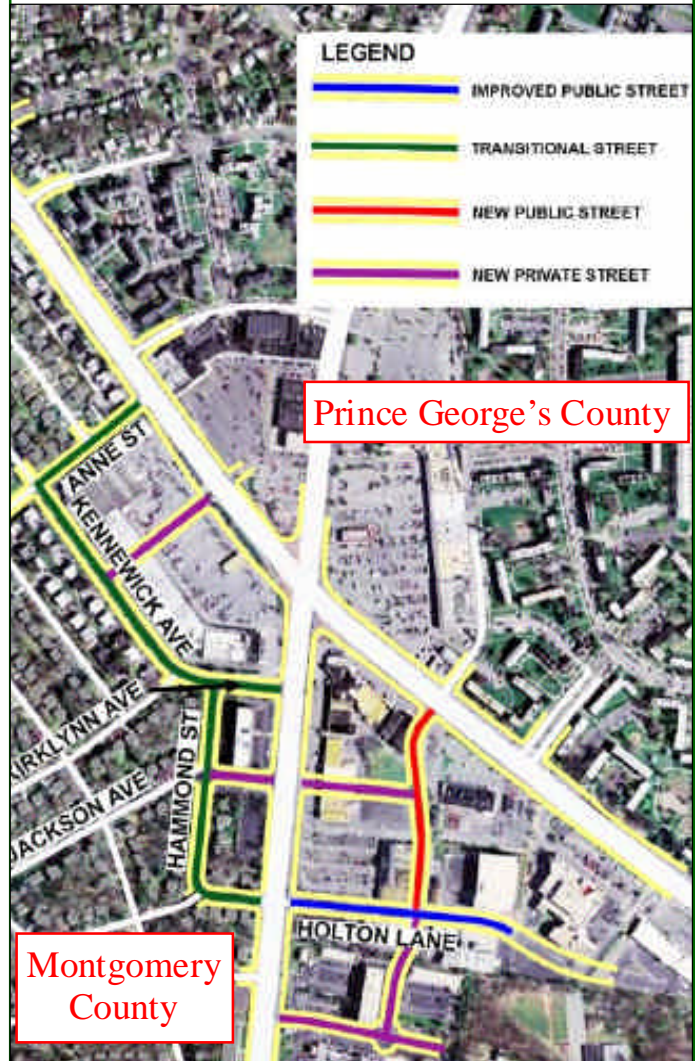 LEGEND
IMPROVED PUBLIC STREET
TRANSITIONAL STREET
NEW PUBLIC STREET
NEW PRIVATE STREET
Prince George's County
ANNE ST
KENNEWICK AVE
KIRKLYNN AVE
HAMMOND ST
JACKSON AVE
HOLTON LANE
Montgomery
County